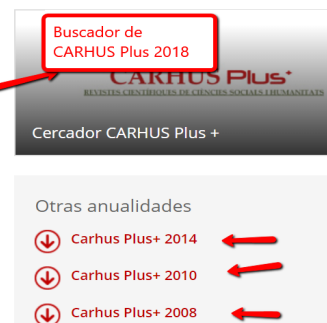 Buscador de
CARHUS Plus 2018
CARHUS Plus+
REVISTES CIENTÍFIQUES DE CIÈNCIES SOCIALS I HUMANITATS
Cercador CARHUS Plus +
Otras anualidades
Carhus Plus+ 2014
Carhus Plus+ 2010
Carhus Plus+ 2008